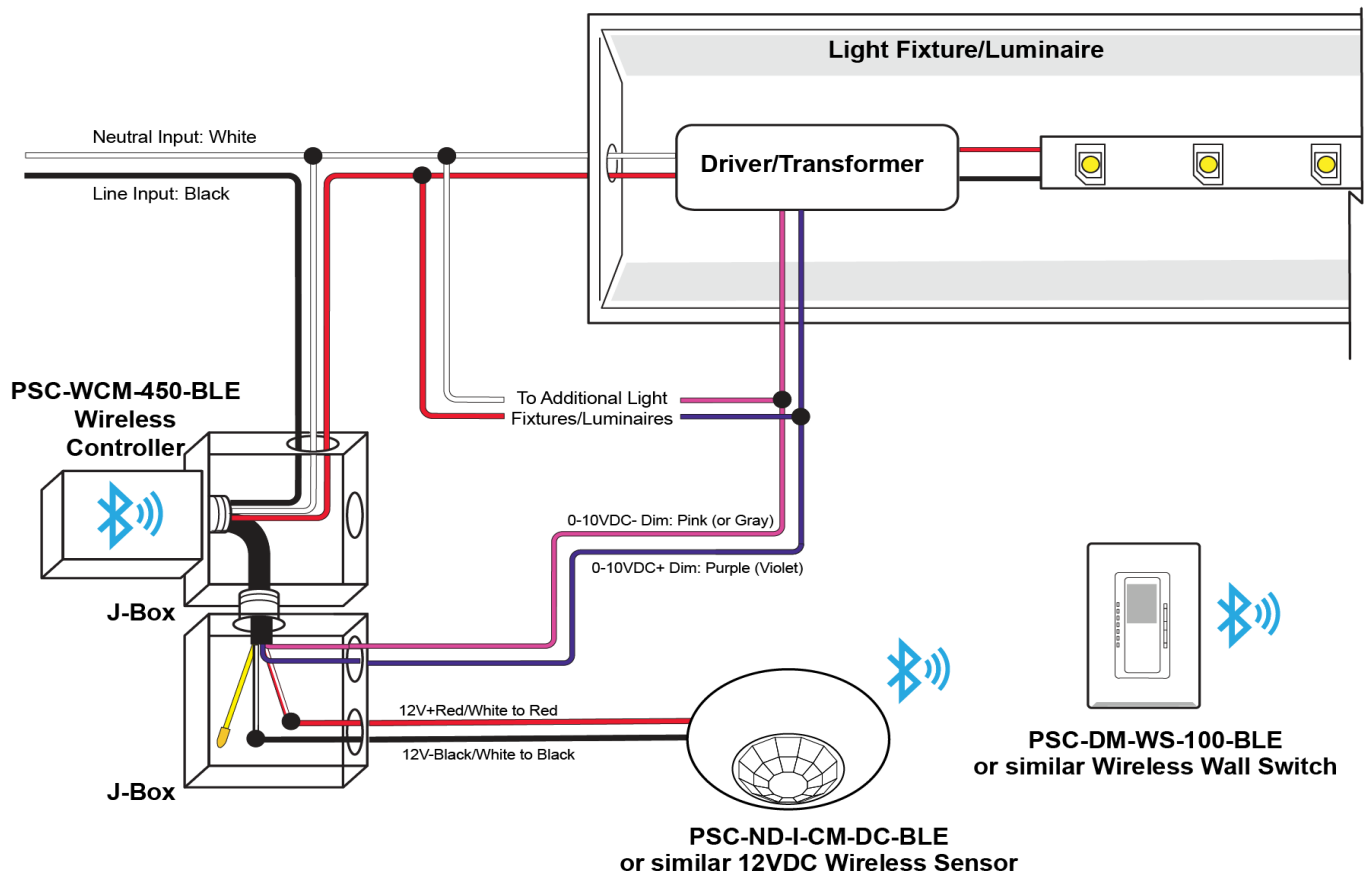 Light Fixture/Luminaire
Neutral Input: White
Line Input: Black
Driver/Transformer
PSC-WCM-450-BLE
Wireless
Controller
To Additional Light
Fixtures/Luminaires
0-10VDC- Dim: Pink (or Gray)
0-10VDC+ Dim: Purple (Violet)
J-Box
12V+Red/White to Red
12V-Black/White to Black
J-Box
PSC-DM-WS-100-BLE
or similar Wireless Wall Switch
PSC-ND-I-CM-DC-BLE
or similar 12VDC Wireless Sensor